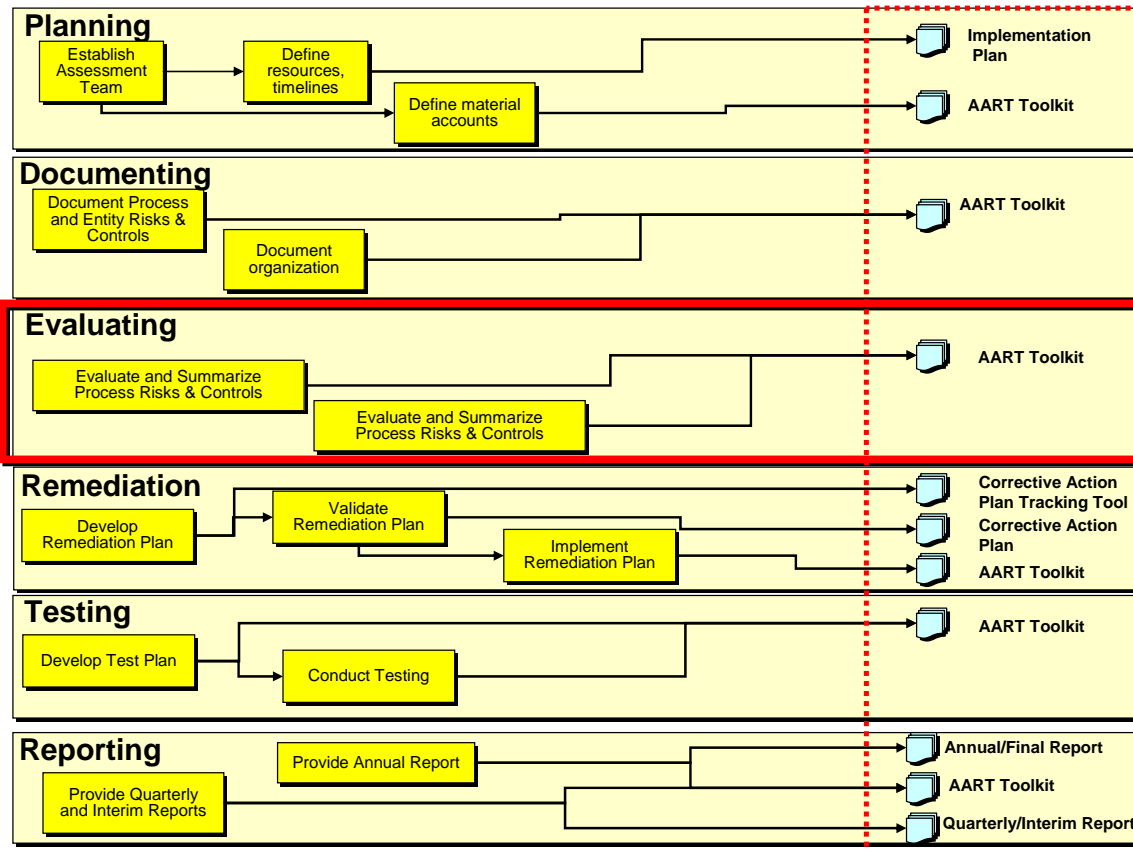 Planning
Establish
Assessment
Team
Define
resources,
timelines
Define material
accounts
Implementation
Plan
AART Toolkit
Documenting
Document Process
and Entity Risks &
Controls
Document
organization
AART Toolkit
Evaluating
Evaluate and Summarize
Process Risks & Controls
Evaluate and Summarize
Process Risks & Controls
AART Toolkit
Remediation
Develop
Remediation Plan
Validate
Remediation Plan
Implement
Remediation Plan
Corrective Action
Plan Tracking Tool
Corrective Action
Plan
AART Toolkit
Testing
Develop Test Plan
Conduct Testing
AART Toolkit
Reporting
Provide Annual Report
Provide Quarterly
and Interim Reports
Annual/Final Report
AART Toolkit
Quarterly/Interim Report